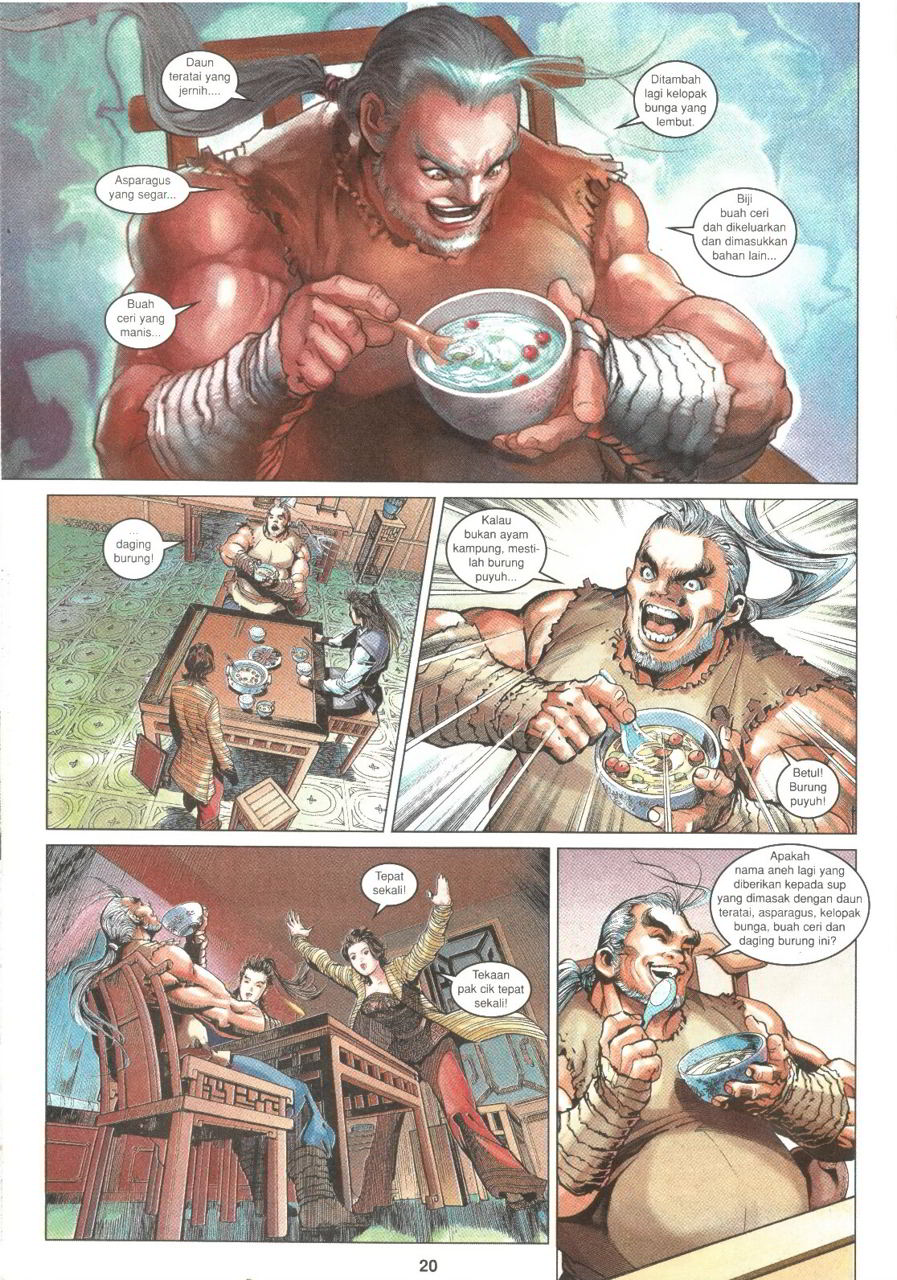 Daun
teratai yang
jernih....
Asparagus
yang segar...
Buah
ceri yang
manis...
Ditambah
lagi kelopak
bunga yang
lembut.
Biji
buah ceri
dah dikeluarkan
dan dimasukkan
bahan lain...
...
daging
burung!
Kalau
bukan ayam
kampung, mesti-
lah burung
puyuh...
Betul!
Burung
puyuh!
Tepat
sekali!
Tekaan
pak cik tepat
sekali!
Apakah
nama aneh lagi yang
diberikan kepada sup
yang dimasak dengan daun
teratai, asparagus, kelopak
bunga, buah ceri dan
daging burung ini?
20